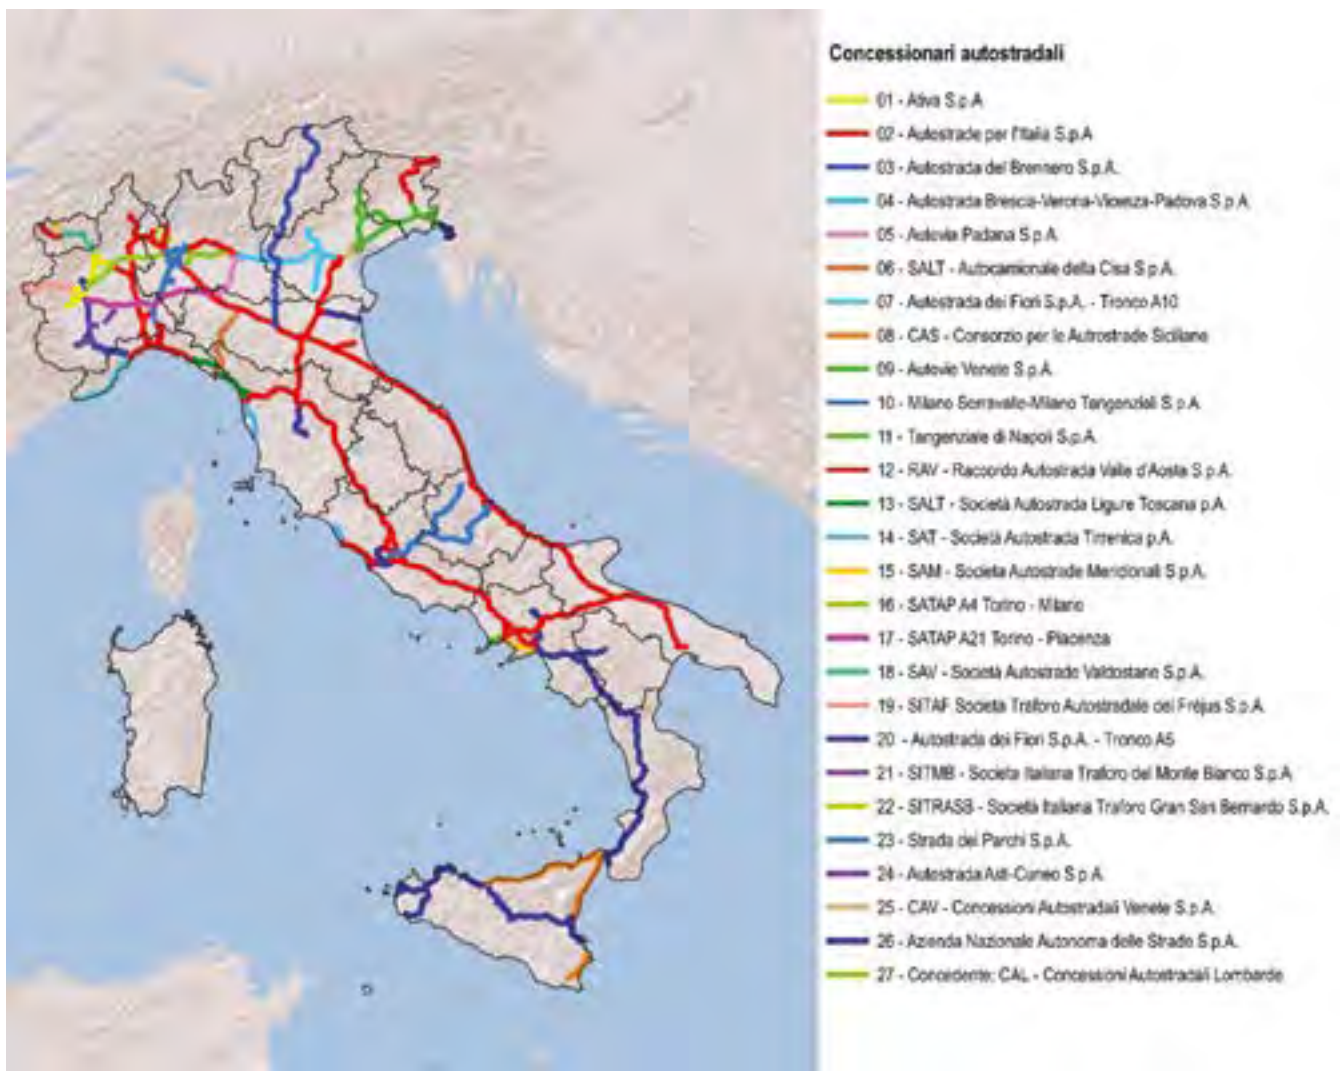 Concessionari autostradali
01 - Ativa S.p.A
02 - Autostrade per l'Italia S.p.A
03 - Autostrada del Brennero S.p.A.
04 - Autostrada Brescia-Verona-Vicenza-Padova S.p.A
05 - Autovia Padana S.p.A
06 - SALT - Autocamionale della Cisa S.p.A.
07 - Autostrada dei Fiori S.p.A. - Tronco A10
08 - CAS - Consorzio per le Autrostrade Siciliane
09 - Autovie Venete S.p.A.
10 - Milano Serravalle-Milano Tangenziali S.p.A.
11 - Tangenziale di Napoli S.p.A.
12 - RAV - Raccordo Autostrada Valle d'Aosta S.p.A.
13 - SALT - Società Autostrada Ligure Toscana p.A.
14 - SAT - Società Autostrada Tirrenica p.A.
15 - SAM - Societa Autostrade Meridionali S.p.A.
16 - SATAP A4 Torino - Milano
17 - SATAP A21 Torino - Piacenza
18 - SAV - Società Autostrade Valdostane S.p.A.
19 - SITAF Societa Traforo Autostradale del Fréjus S.p.A.
20 - Autostrada dei Fiori S.p.A. - Tronco A6
21 - SITMB - Societa Italiana Traforo del Monte Bianco S.p.A
22 - SITRASB - Società Italiana Traforo Gran San Bernardo S.p.A.
23 - Strada dei Parchi S.p.A.
24 - Autostrada Asti-Cuneo S.p.A.
25 - CAV - Concessioni Autostradali Venete S.p.A
26 - Azienda Nazionale Autonoma delle Strade S.p.A.
27 - Concedente: CAL - Concessioni Autostradali Lombarde